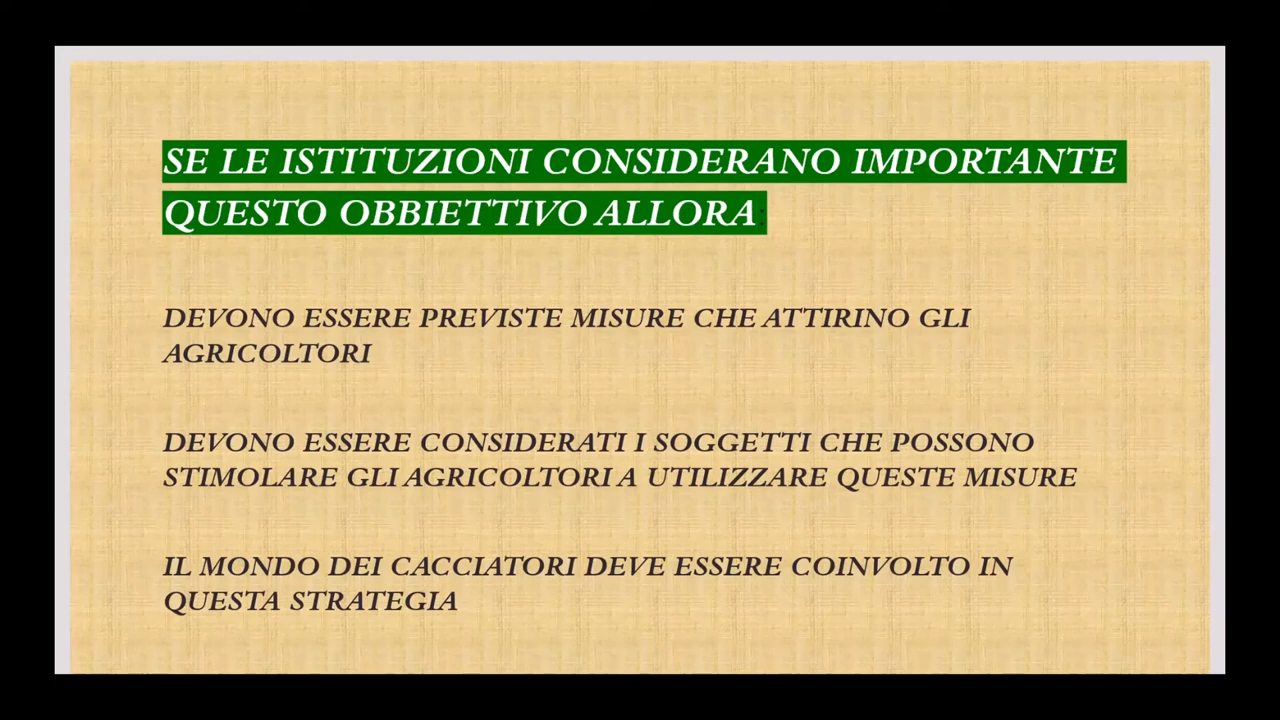 SE LE ISTITUZIONI CONSIDERANO IMPORTANTE
QUESTO OBBIETTIVO ALLORA:
DEVONO ESSERE PREVISTE MISURE CHE ATTIRINO GLI
AGRICOLTORI
DEVONO ESSERE CONSIDERATI I SOGGETTI CHE POSSONO
STIMOLARE GLI AGRICOLTORI A UTILIZZARE QUESTE MISURE
IL MONDO DEI CACCIATORI DEVE ESSERE COINVOLTO IN
QUESTA STRATEGIA